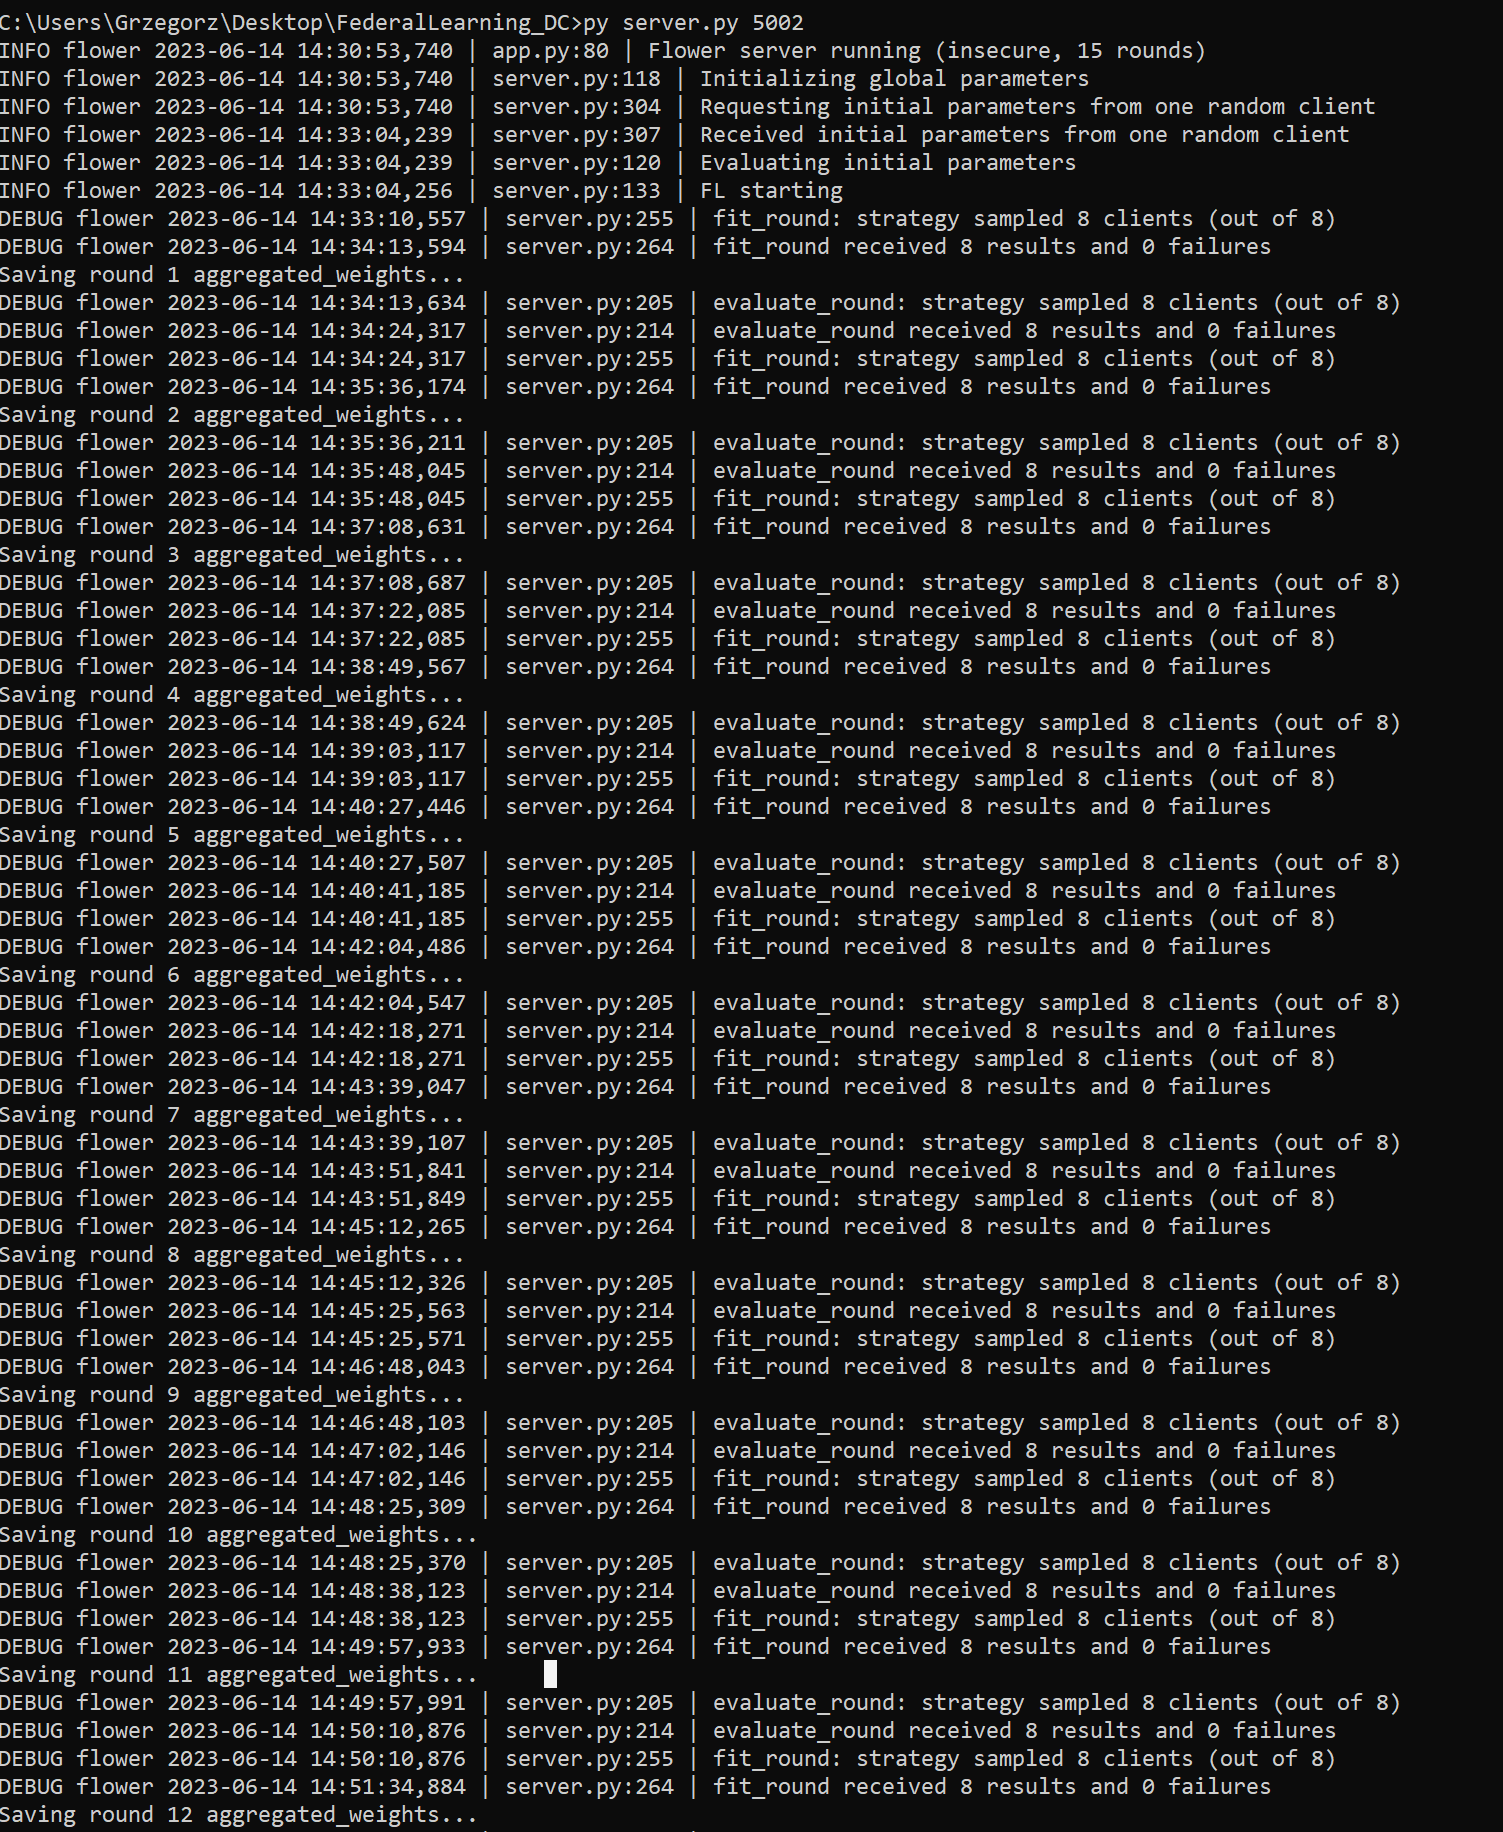 C:\Users\Grzegorz\Desktop\FederalLearning_DC>py server.py 5002
INFO flower 2023-06-14 14:30:53,740 | app.py:80 | Flower server running (insecure, 15 rounds)
INFO flower 2023-06-14 14:30:53,740 | server.py:118 | Initializing global parameters
INFO flower 2023-06-14 14:30:53,740 | server.py:304 | Requesting initial parameters from one random client
INFO flower 2023-06-14 14:33:04,239 | server.py:307 | Received initial parameters from one random client
INFO flower 2023-06-14 14:33:04,239 | server.py:120 | Evaluating initial parameters
INFO flower 2023-06-14 14:33:04,256 | server.py:133 | FL starting
DEBUG flower 2023-06-14 14:33:10,557 | server.py:255 | fit_round: strategy sampled 8 clients (out of 8)
DEBUG flower 2023-06-14 14:34:13,594 | server.py:264 | fit_round received 8 results and 0 failures
Saving round 1 aggregated_weights...
DEBUG flower 2023-06-14 14:34:13,634 | server.py:205 | evaluate_round: strategy sampled 8 clients (out of 8)
DEBUG flower 2023-06-14 14:34:24,317 | server.py:214 | evaluate_round received 8 results and 0 failures
DEBUG flower 2023-06-14 14:34:24,317 | server.py:255 | fit_round: strategy sampled 8 clients (out of 8)
DEBUG flower 2023-06-14 14:35:36,174 | server.py:264 | fit_round received 8 results and 0 failures
Saving round 2 aggregated_weights...
DEBUG flower 2023-06-14 14:35:36,211 | server.py:205 | evaluate_round: strategy sampled 8 clients (out of 8)
DEBUG flower 2023-06-14 14:35:48,045 | server.py:214 | evaluate_round received 8 results and 0 failures
DEBUG flower 2023-06-14 14:35:48,045 | server.py:255 | fit_round: strategy sampled 8 clients (out of 8)
DEBUG flower 2023-06-14 14:37:08,631 | server.py:264 | fit_round received 8 results and 0 failures
Saving round 3 aggregated_weights...
DEBUG flower 2023-06-14 14:37:08,687 | server.py:205 | evaluate_round: strategy sampled 8 clients (out of 8)
DEBUG flower 2023-06-14 14:37:22,085 | server.py:214 | evaluate_round received 8 results and 0 failures
DEBUG flower 2023-06-14 14:37:22,085 | server.py:255 | fit_round: strategy sampled 8 clients (out of 8)
DEBUG flower 2023-06-14 14:38:49,567 | server.py:264 | fit_round received 8 results and 0 failures
Saving round 4 aggregated_weights...
DEBUG flower 2023-06-14 14:38:49,624 | server.py:205 | evaluate_round: strategy sampled 8 clients (out of 8)
DEBUG flower 2023-06-14 14:39:03,117 | server.py:214 | evaluate_round received 8 results and 0 failures
DEBUG flower 2023-06-14 14:39:03,117 | server.py:255 | fit_round: strategy sampled 8 clients (out of 8)
DEBUG flower 2023-06-14 14:40:27,446 | server.py:264 | fit_round received 8 results and 0 failures
Saving round 5 aggregated_weights...
DEBUG flower 2023-06-14 14:40:27,507 | server.py:205 | evaluate_round: strategy sampled 8 clients (out of 8)
DEBUG flower 2023-06-14 14:40:41,185 | server.py:214 | evaluate_round received 8 results and 0 failures
DEBUG flower 2023-06-14 14:40:41,185 | server.py:255 | fit_round: strategy sampled 8 clients (out of 8)
DEBUG flower 2023-06-14 14:42:04,486 | server.py:264 | fit_round received 8 results and 0 failures
Saving round 6 aggregated_weights...
DEBUG flower 2023-06-14 14:42:04,547 | server.py:205 | evaluate_round: strategy sampled 8 clients (out of 8)
DEBUG flower 2023-06-14 14:42:18,271 | server.py:214 | evaluate_round received 8 results and 0 failures
DEBUG flower 2023-06-14 14:42:18,271 | server.py:255 | fit_round: strategy sampled 8 clients (out of 8)
DEBUG flower 2023-06-14 14:43:39,047 | server.py:264 | fit_round received 8 results and 0 failures
Saving round 7 aggregated_weights...
DEBUG flower 2023-06-14 14:43:39,107 | server.py:205 | evaluate_round: strategy sampled 8 clients (out of 8)
DEBUG flower 2023-06-14 14:43:51,841 | server.py:214 | evaluate_round received 8 results and 0 failures
DEBUG flower 2023-06-14 14:43:51,849 | server.py:255 | fit_round: strategy sampled 8 clients (out of 8)
DEBUG flower 2023-06-14 14:45:12,265 | server.py:264 | fit_round received 8 results and 0 failures
Saving round 8 aggregated_weights...
DEBUG flower 2023-06-14 14:45:12,326 | server.py:205 | evaluate_round: strategy sampled 8 clients (out of 8)
DEBUG flower 2023-06-14 14:45:25,563 | server.py:214 | evaluate_round received 8 results and 0 failures
DEBUG flower 2023-06-14 14:45:25,571 | server.py:255 | fit_round: strategy sampled 8 clients (out of 8)
DEBUG flower 2023-06-14 14:46:48,043 | server.py:264 | fit_round received 8 results and 0 failures
Saving round 9 aggregated_weights...
DEBUG flower 2023-06-14 14:46:48,103 | server.py:205 | evaluate_round: strategy sampled 8 clients (out of 8)
DEBUG flower 2023-06-14 14:47:02,146 | server.py:214 | evaluate_round received 8 results and 0 failures
DEBUG flower 2023-06-14 14:47:02,146 | server.py:255 | fit_round: strategy sampled 8 clients (out of 8)
DEBUG flower 2023-06-14 14:48:25,309 | server.py:264 | fit_round received 8 results and 0 failures
Saving round 10 aggregated_weights...
DEBUG flower 2023-06-14 14:48:25,370 | server.py:205 | evaluate_round: strategy sampled 8 clients (out of 8)
DEBUG flower 2023-06-14 14:48:38,123 | server.py:214 | evaluate_round received 8 results and 0 failures
DEBUG flower 2023-06-14 14:48:38,123 | server.py:255 | fit_round: strategy sampled 8 clients (out of 8)
DEBUG flower 2023-06-14 14:49:57,933 | server.py:264 | fit_round received 8 results and 0 failures
Saving round 11 aggregated_weights...
DEBUG flower 2023-06-14 14:49:57,991 | server.py:205 | evaluate_round: strategy sampled 8 clients (out of 8)
DEBUG flower 2023-06-14 14:50:10,876 | server.py:214 | evaluate_round received 8 results and 0 failures
DEBUG flower 2023-06-14 14:50:10,876 | server.py:255 | fit_round: strategy sampled 8 clients (out of 8)
DEBUG flower 2023-06-14 14:51:34,884 | server.py:264 | fit_round received 8 results and 0 failures
Saving round 12 aggregated_weights...